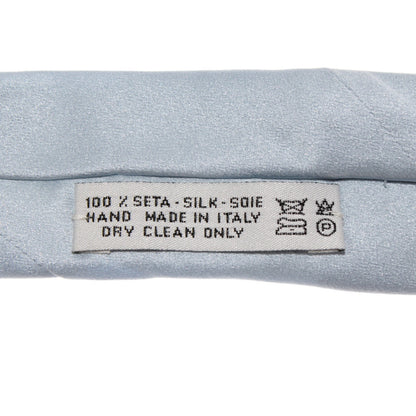 100 % SETA - SILK - SOIE
HAND MADE IN ITALY
DRY CLEAN ONLY
P